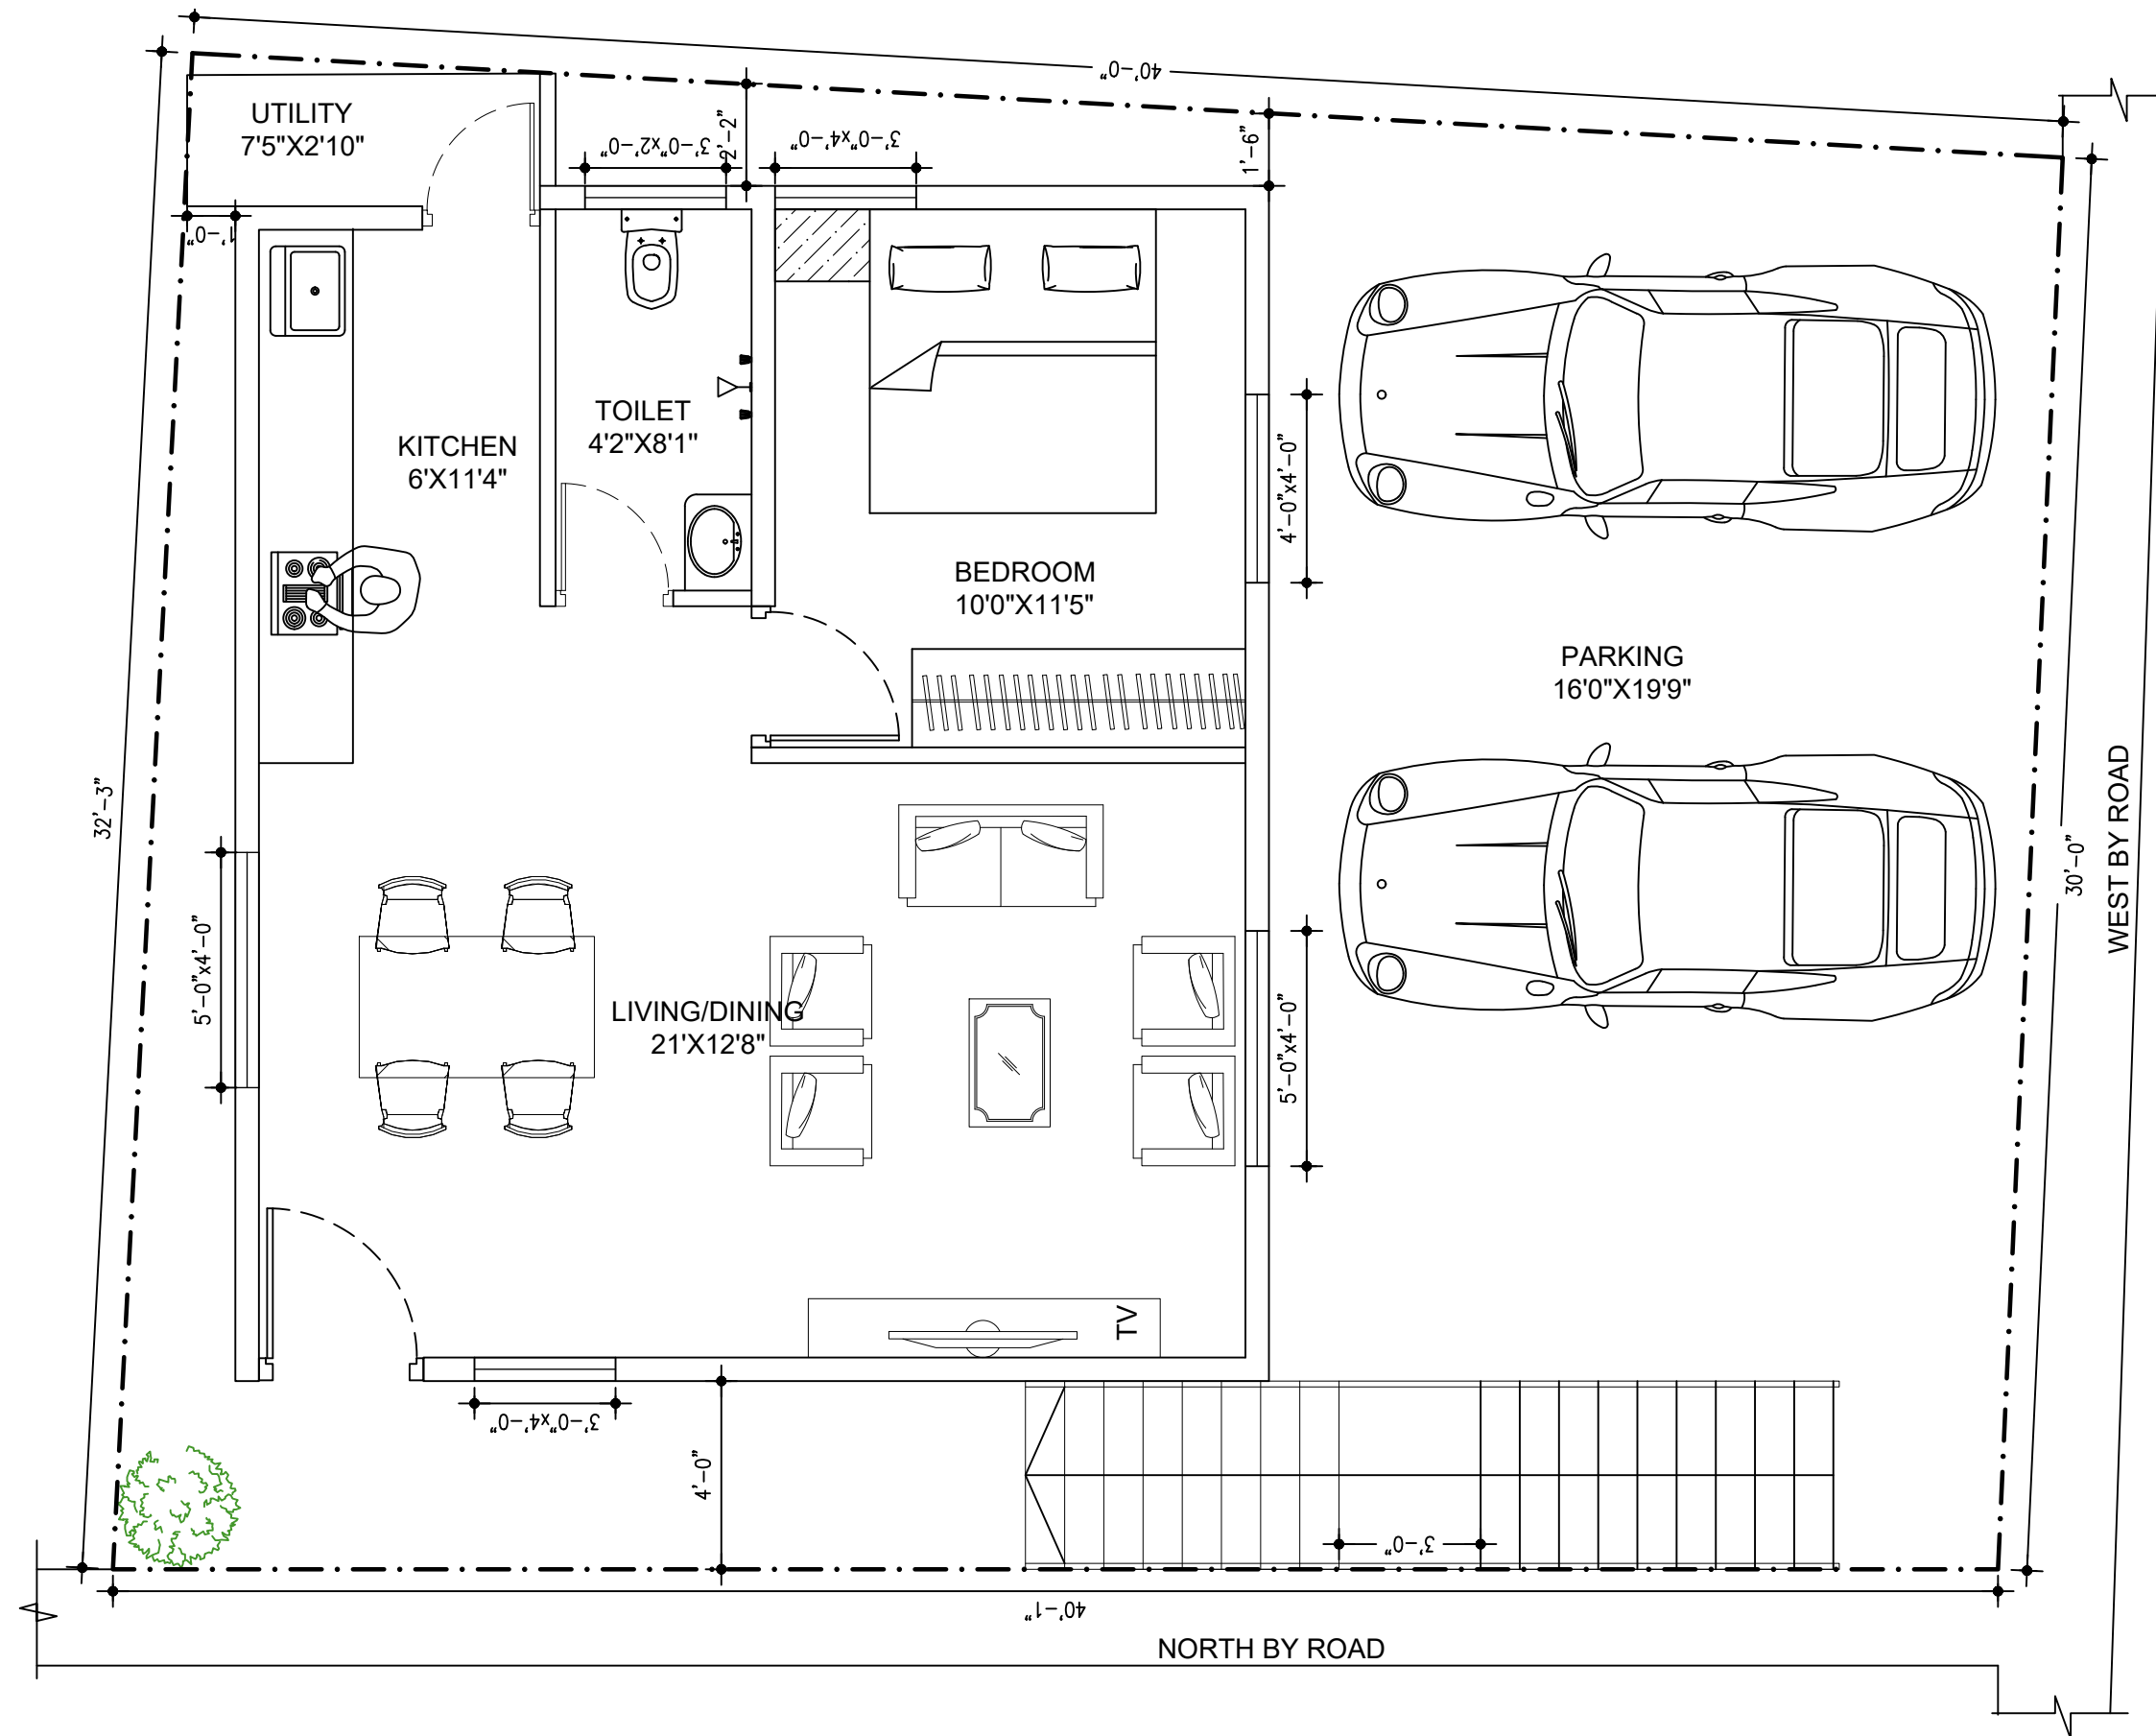 40'-0"
UTILITY
7'5"X2'10"
3'-0"x2'-0"
2'-2"
3'-0"x4'-0"
1'-6"
1'-0"
TOILET
4'2"X8'1"
KITCHEN
6'X11'4"
4'-0"x4'-0"
BEDROOM
10'0"X11'5"
PARKING
16'0"X19'9"
32'-3"
30'-0"
WEST BY ROAD
5'-0"x4'-0"
LIVING/DINING
21'X12'8"
5'-0"x4'-0"
TV
3'-0"x4'-0"
4'-0"
3'-0"
40'-1"
NORTH BY ROAD